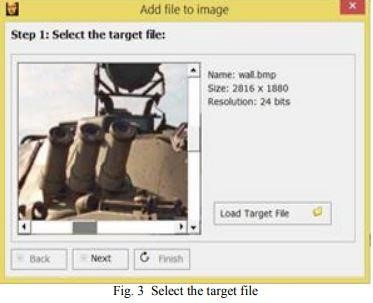 Add file to image
Step 1: Select the target file:
Name: wall.bmp
Size: 2816 x 1880
Resolution: 24 bits
Load Target File
Back
Next
Finish
Fig. 3 Select the target file